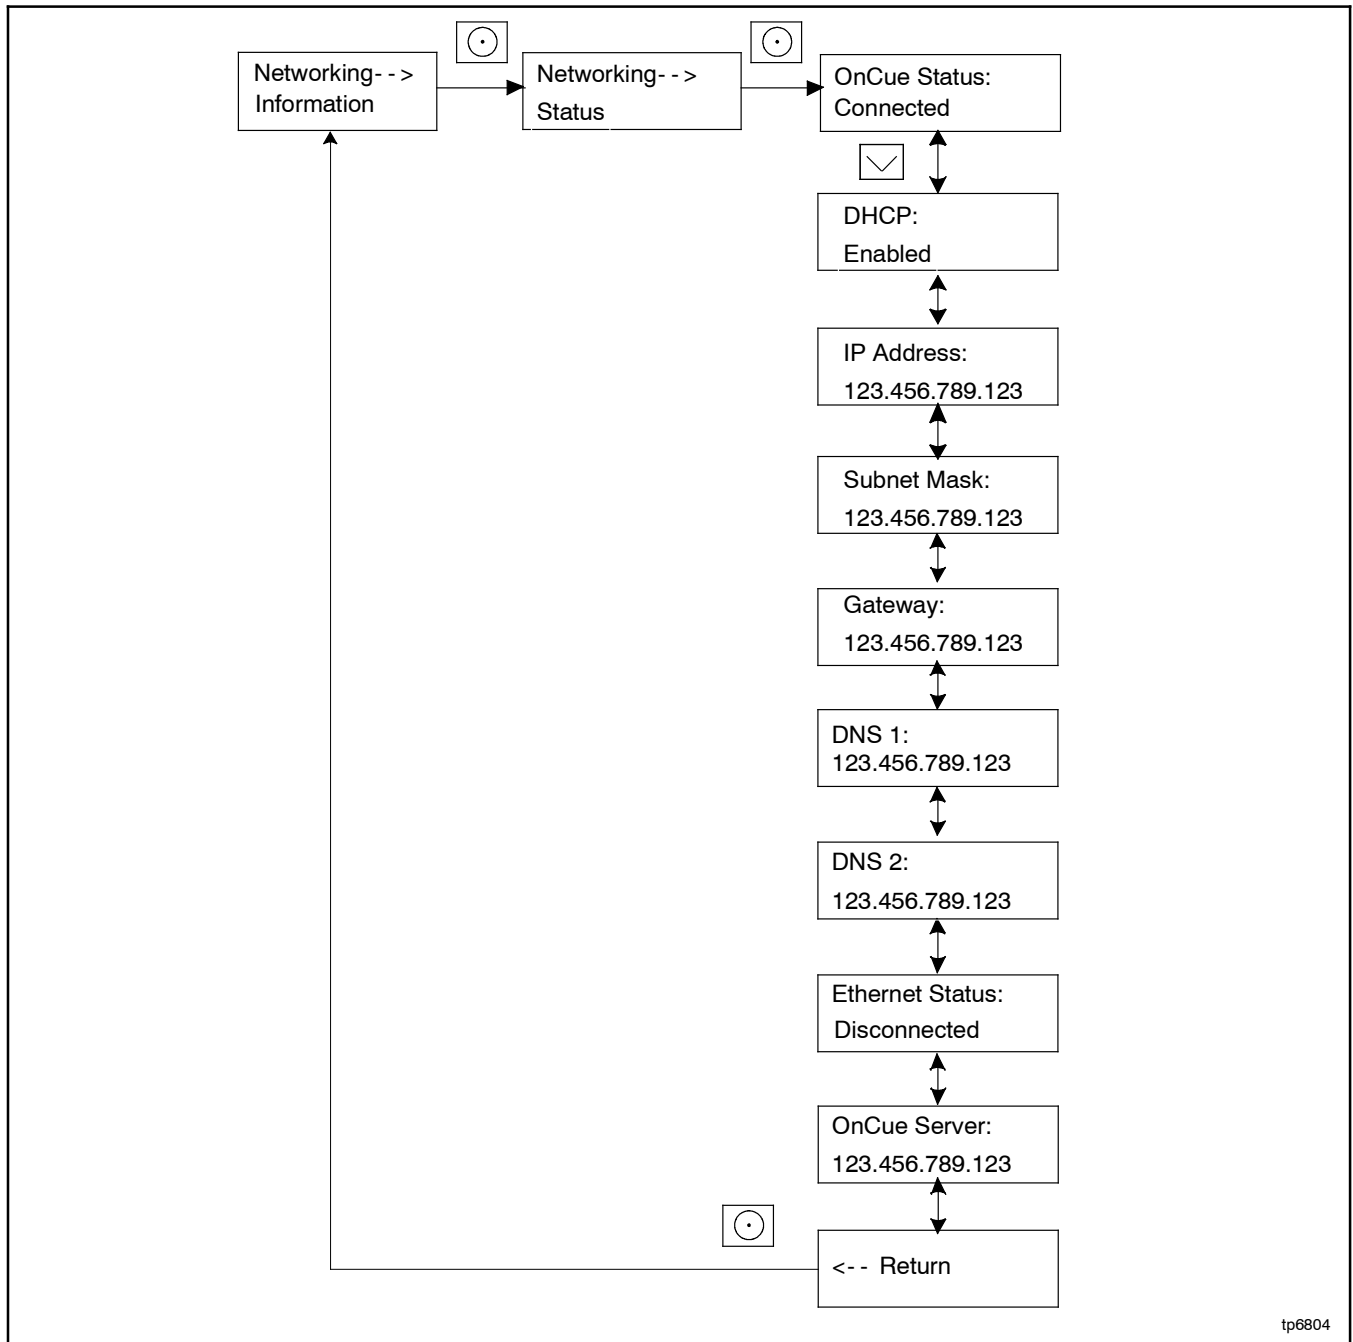 Networking-->
Information
Networking-->
Status
OnCue Status:
Connected
DHCP:
Enabled
IP Address:
123.456.789.123
Subnet Mask:
123.456.789.123
Gateway:
123.456.789.123
DNS 1:
123.456.789.123
DNS 2:
123.456.789.123
Ethernet Status:
Disconnected
OnCue Server:
123.456.789.123
<-- Return
tp6804